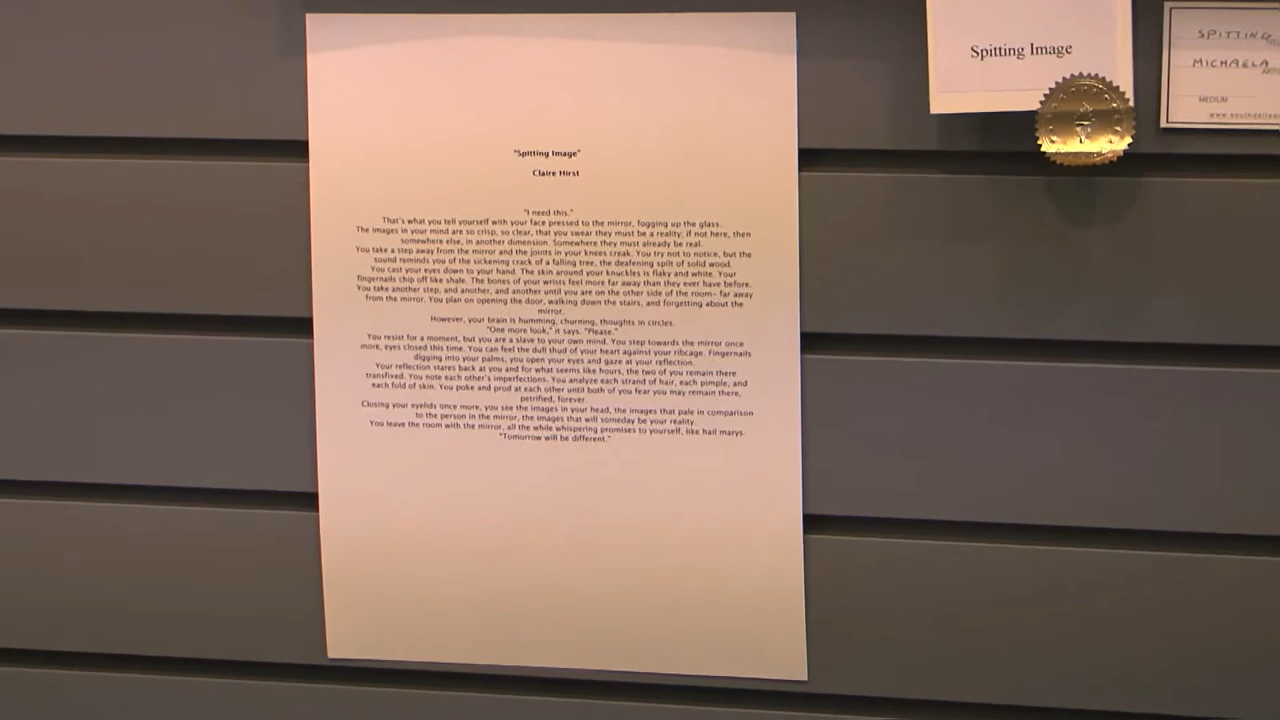 "Spitting Image"
Claire Hirst
"I need this."
That's what you tell yourself with your face pressed to the mirror, fogging up the glass.
The images in your mind are so crisp, so clear, that you swear they must be a reality, if not here, then
somewhere else, in another dimension. Somewhere they must already be real.
You take a step away from the mirror and the joints in your knees creak. You try not to notice, but the
sound reminds you of the sickening crack of a falling tree, the deafening split of solid wood.
You cast your eyes down to your hand. The skin around your knuckles is flaky and white. Your
fingernails chip off like shale. The bones of your wrists feel more far away than they ever have before.
You take another step, and another, and another until you are on the other side of the room- far away
from the mirror. You plan on opening the door, walking down the stairs, and forgetting about the
mirror.
However, your brain is humming, churning, thoughts in circles.
"One more look," it says. "Please."
You resist for a moment, but you are a slave to your own mind. You step towards the mirror once
more, eyes closed this time. You can feel the dull thud of your heart against your ribcage. Fingernails
digging into your palms, you open your eyes and gaze at your reflection.
Your reflection stares back at you and for what seems like hours, the two of you remain there
transfixed. You note each other's imperfections. You analyze each strand of hair, each pimple, and
each fold of skin. You poke and prod at each other until both of you fear you may remain there,
petrified, forever.
Closing your eyelids once more, you see the images in your head, the images that pale in comparison
to the person in the mirror, the images that will someday be your reality.
You leave the room with the mirror, all the while whispering promises to yourself, like hail marys.
"Tomorrow will be different."
Spitting Image
SPITTING
MICHAELA
MEDIUM